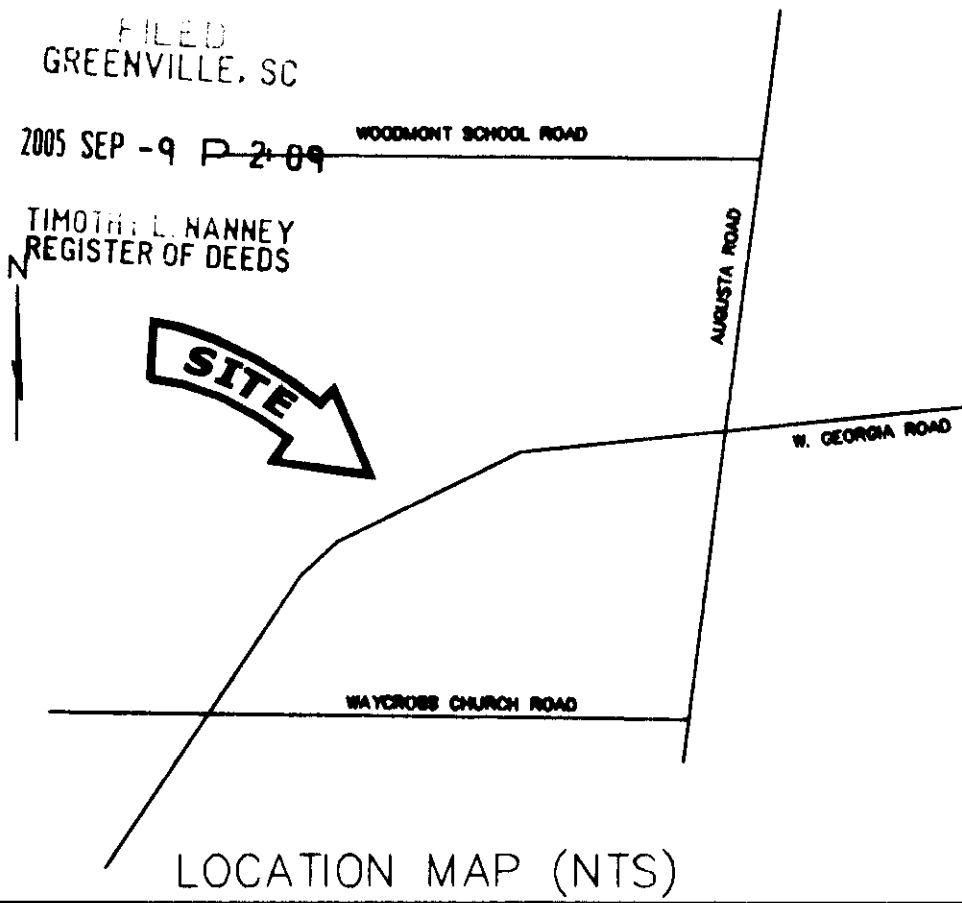 FILED
GREENVILLE, SC
2005 SEP -9 P 2:09
WOODMONT SCHOOL ROAD
TIMOTHY L. NANNEY
REGISTER OF DEEDS
N
AUGUSTA ROAD
SITE
W. GEORGIA ROAD
WAYCROSS CHURCH ROAD
LOCATION MAP (NTS)